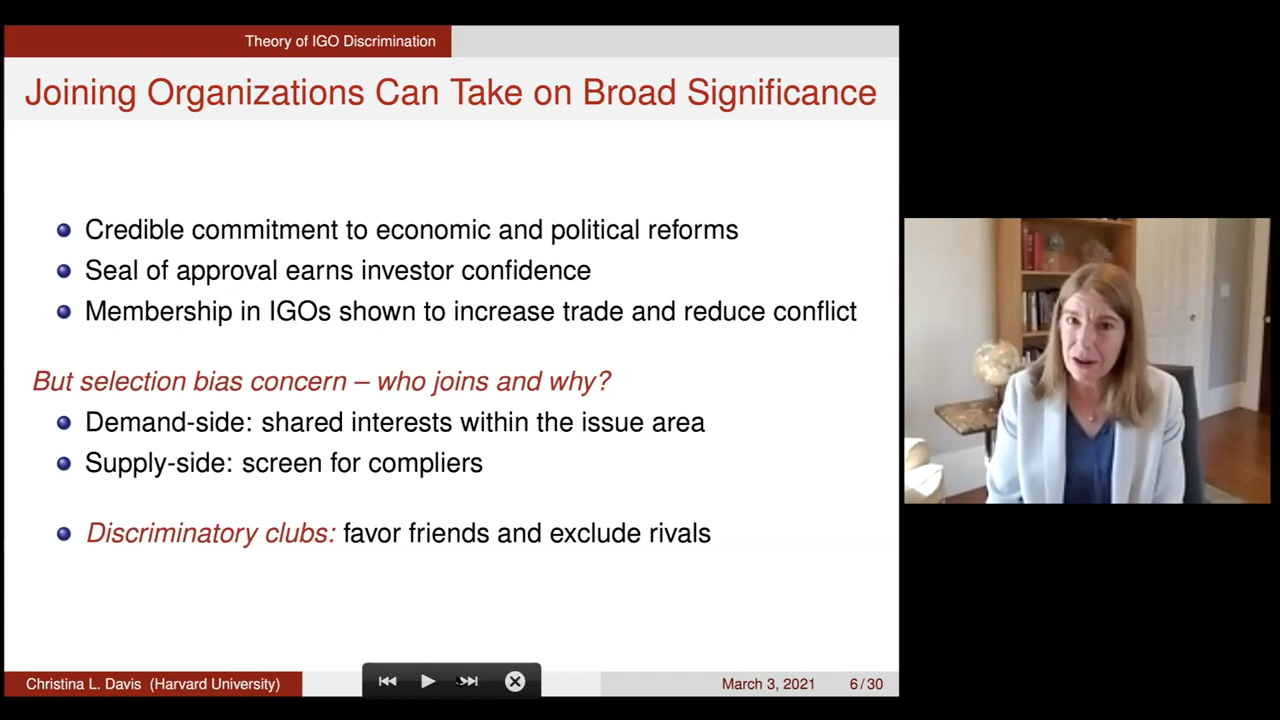 Theory of IGO Discrimination
Joining Organizations Can Take on Broad Significance
Credible commitment to economic and political reforms
Seal of approval earns investor confidence
Membership in IGOs shown to increase trade and reduce conflict
But selection bias concern – who joins and why?
Demand-side: shared interests within the issue area
Supply-side: screen for compliers
Discriminatory clubs: favor friends and exclude rivals
Christina L. Davis (Harvard University)
March 3, 2021
6/30